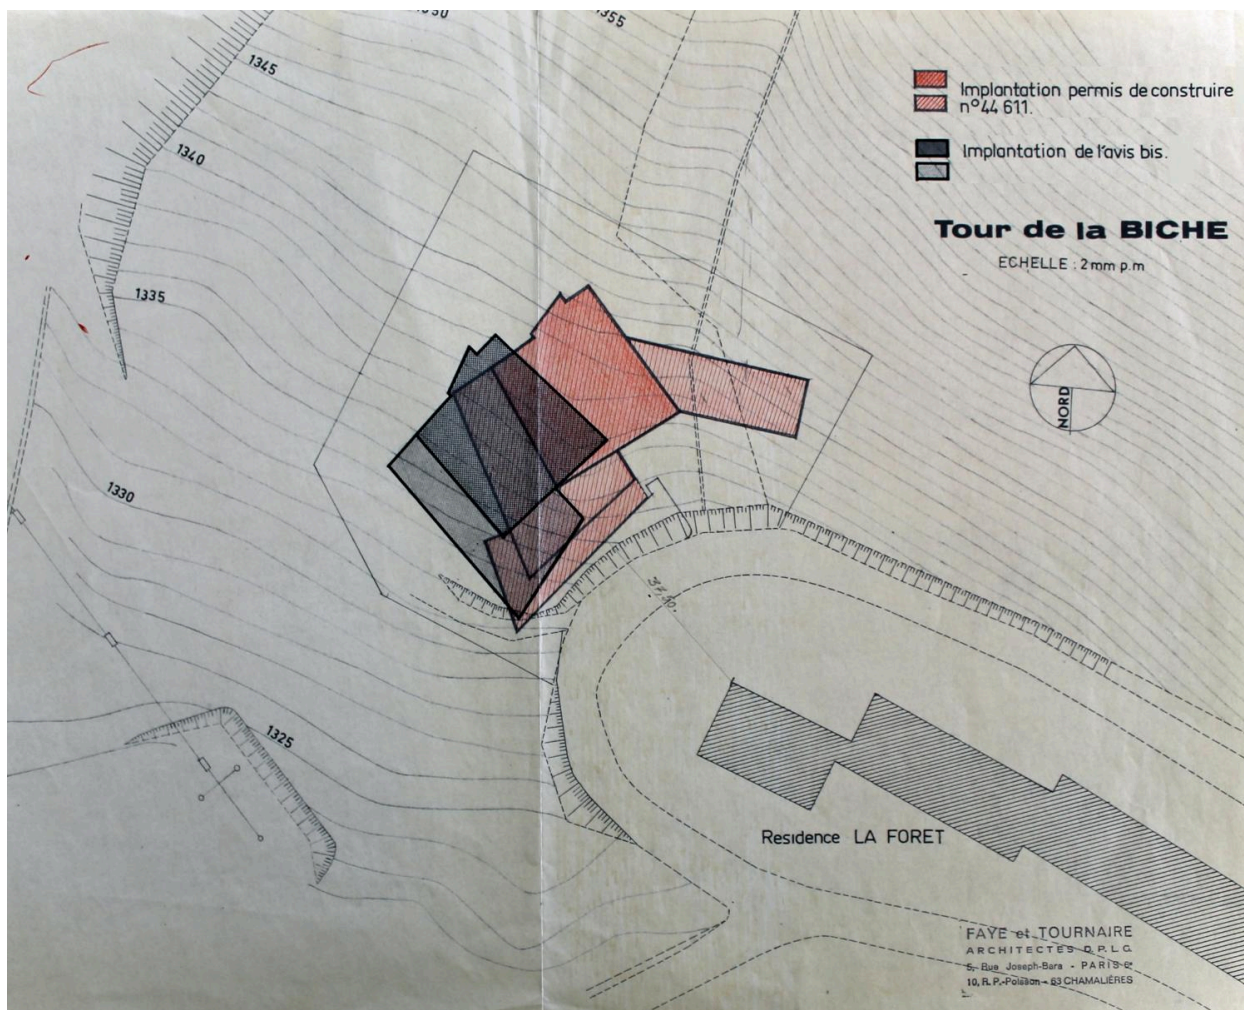 1355
1345
1340
1335
1330
1325
Implantation permis de construire
n° 44 611.
Implantation de l'avis bis.
Tour de la BICHE
ECHELLE : 2 mm p.m
NORD
Residence LA FORET
FAYE et TOURNAIRE
ARCHITECTES D.P.L.G.
5, Rue Joseph-Bara - PARIS 6e
10, R. P.-Poisson - 63 CHAMALIÈRES